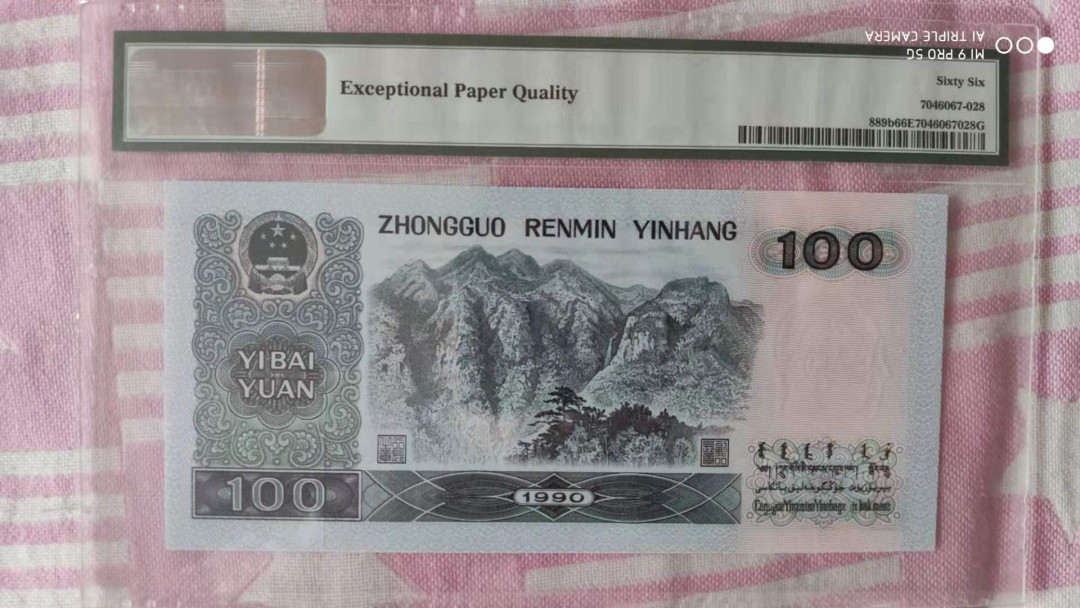 MI 9 PRO 5G
AI TRIPLE CAMERA
Exceptional Paper Quality
Sixty Six
7046067-028
889b66E7046067028G
ZHONGGUO RENMIN YINHANG
100
YIBAI
YUAN
100
1990